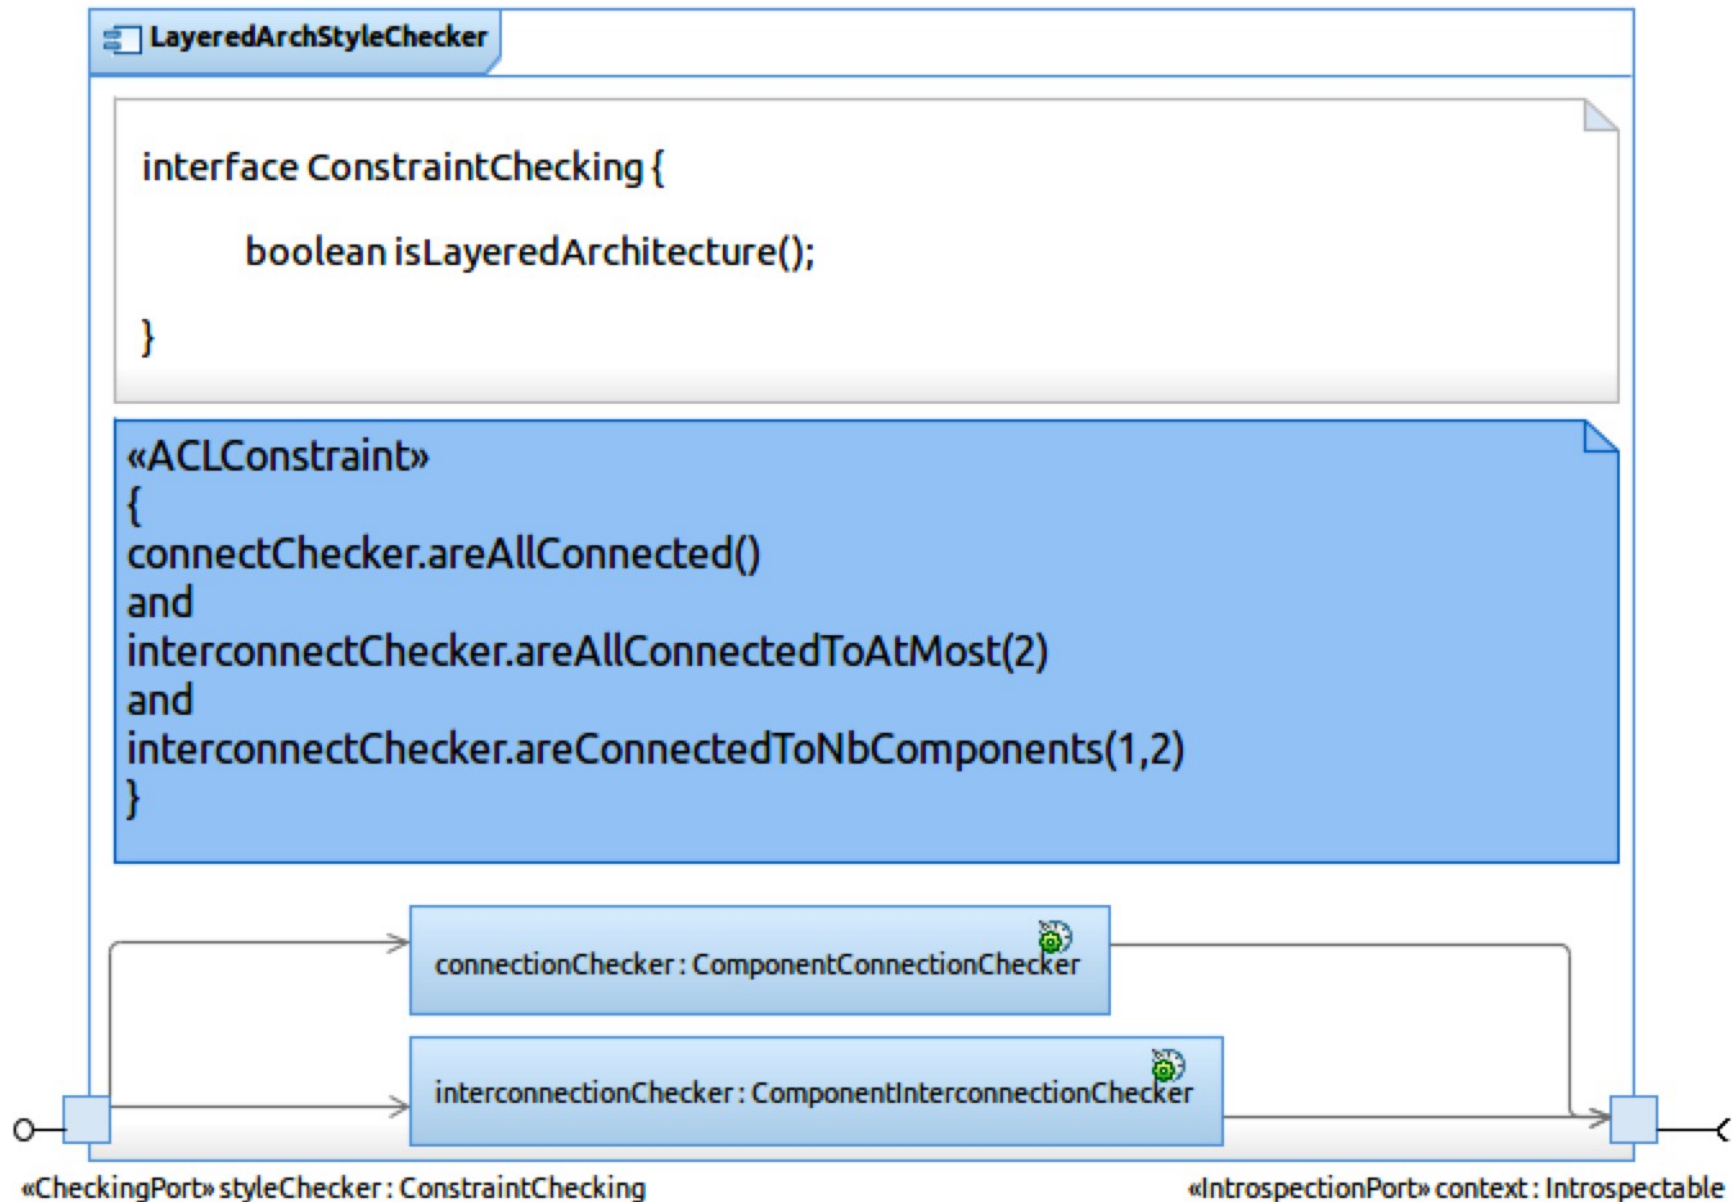 LayeredArchStyleChecker
interface ConstraintChecking {
boolean isLayeredArchitecture();
}
«ACLConstraint»
{
connectChecker.areAllConnected()
and
interconnectChecker.areAllConnectedToAtMost(2)
and
interconnectChecker.areConnectedToNbComponents(1,2)
}
connectionChecker : ComponentConnectionChecker
interconnectionChecker : ComponentInterconnectionChecker
«CheckingPort» styleChecker : ConstraintChecking
«IntrospectionPort» context : Introspectable